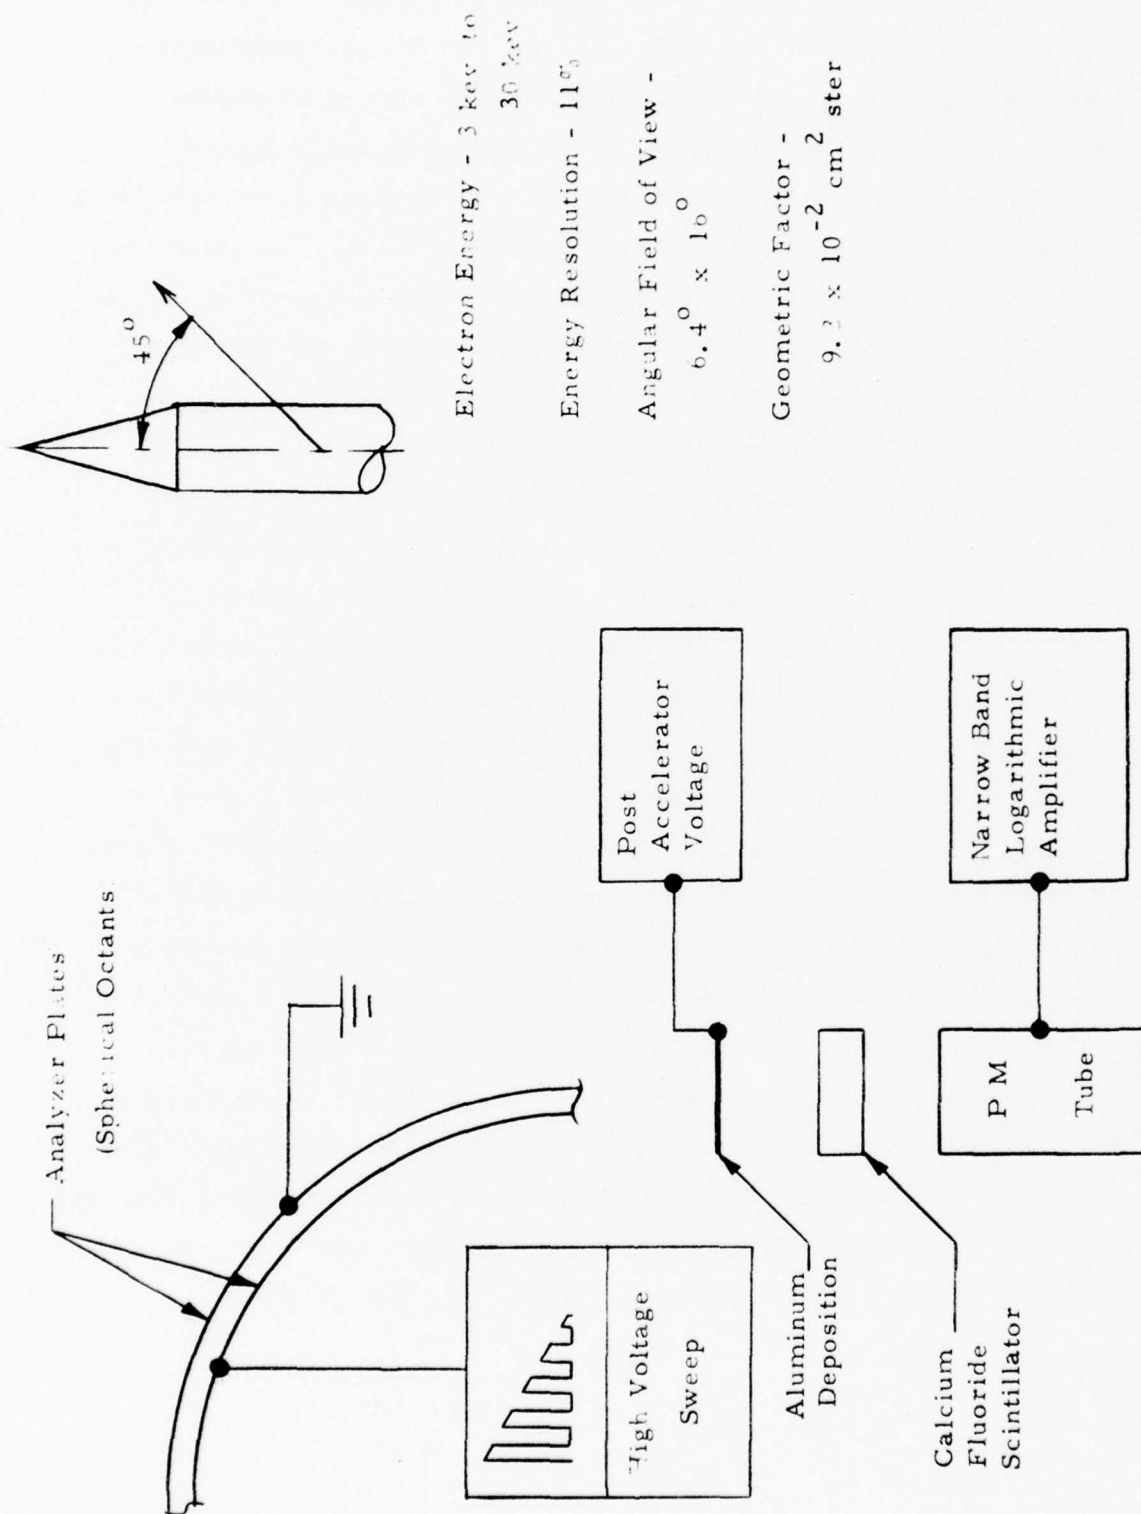 Analyzer Plates
(Spherical Octants
High Voltage
Sweep
Aluminum
Deposition
Calcium
Fluoride
Scintillator
Post
Accelerator
Voltage
P M
Tube
Narrow Band
Logarithmic
Amplifier
45°
Electron Energy - 3 kev to
30 kev
Energy Resolution - 11%
Angular Field of View -
6.4° x 16°
Geometric Factor -
x 10⁻² cm² ster